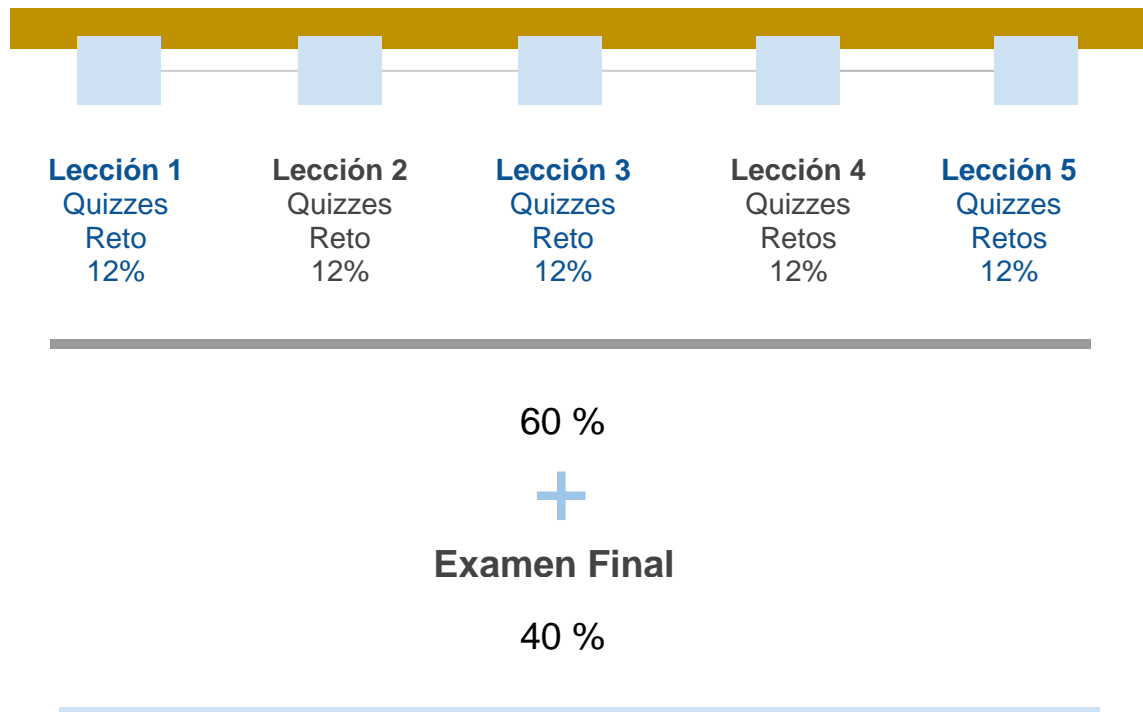 Lección 1
Quizzes
Reto
12%
Lección 2
Quizzes
Reto
12%
Lección 3
Quizzes
Reto
12%
Lección 4
Quizzes
Retos
12%
Lección 5
Quizzes
Retos
12%
60 %
+
Examen Final
40 %